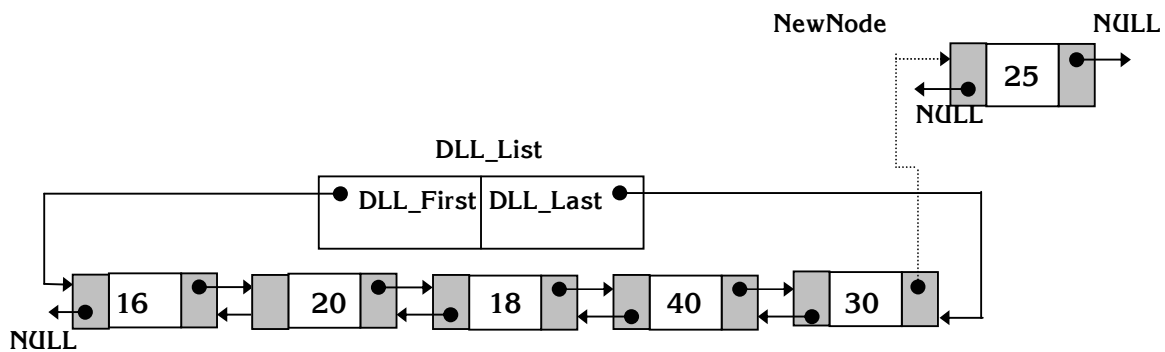 NewNode
NULL
25
NULL
DLL_List
DLL_First
DLL_Last
16
20
18
40
30
NULL